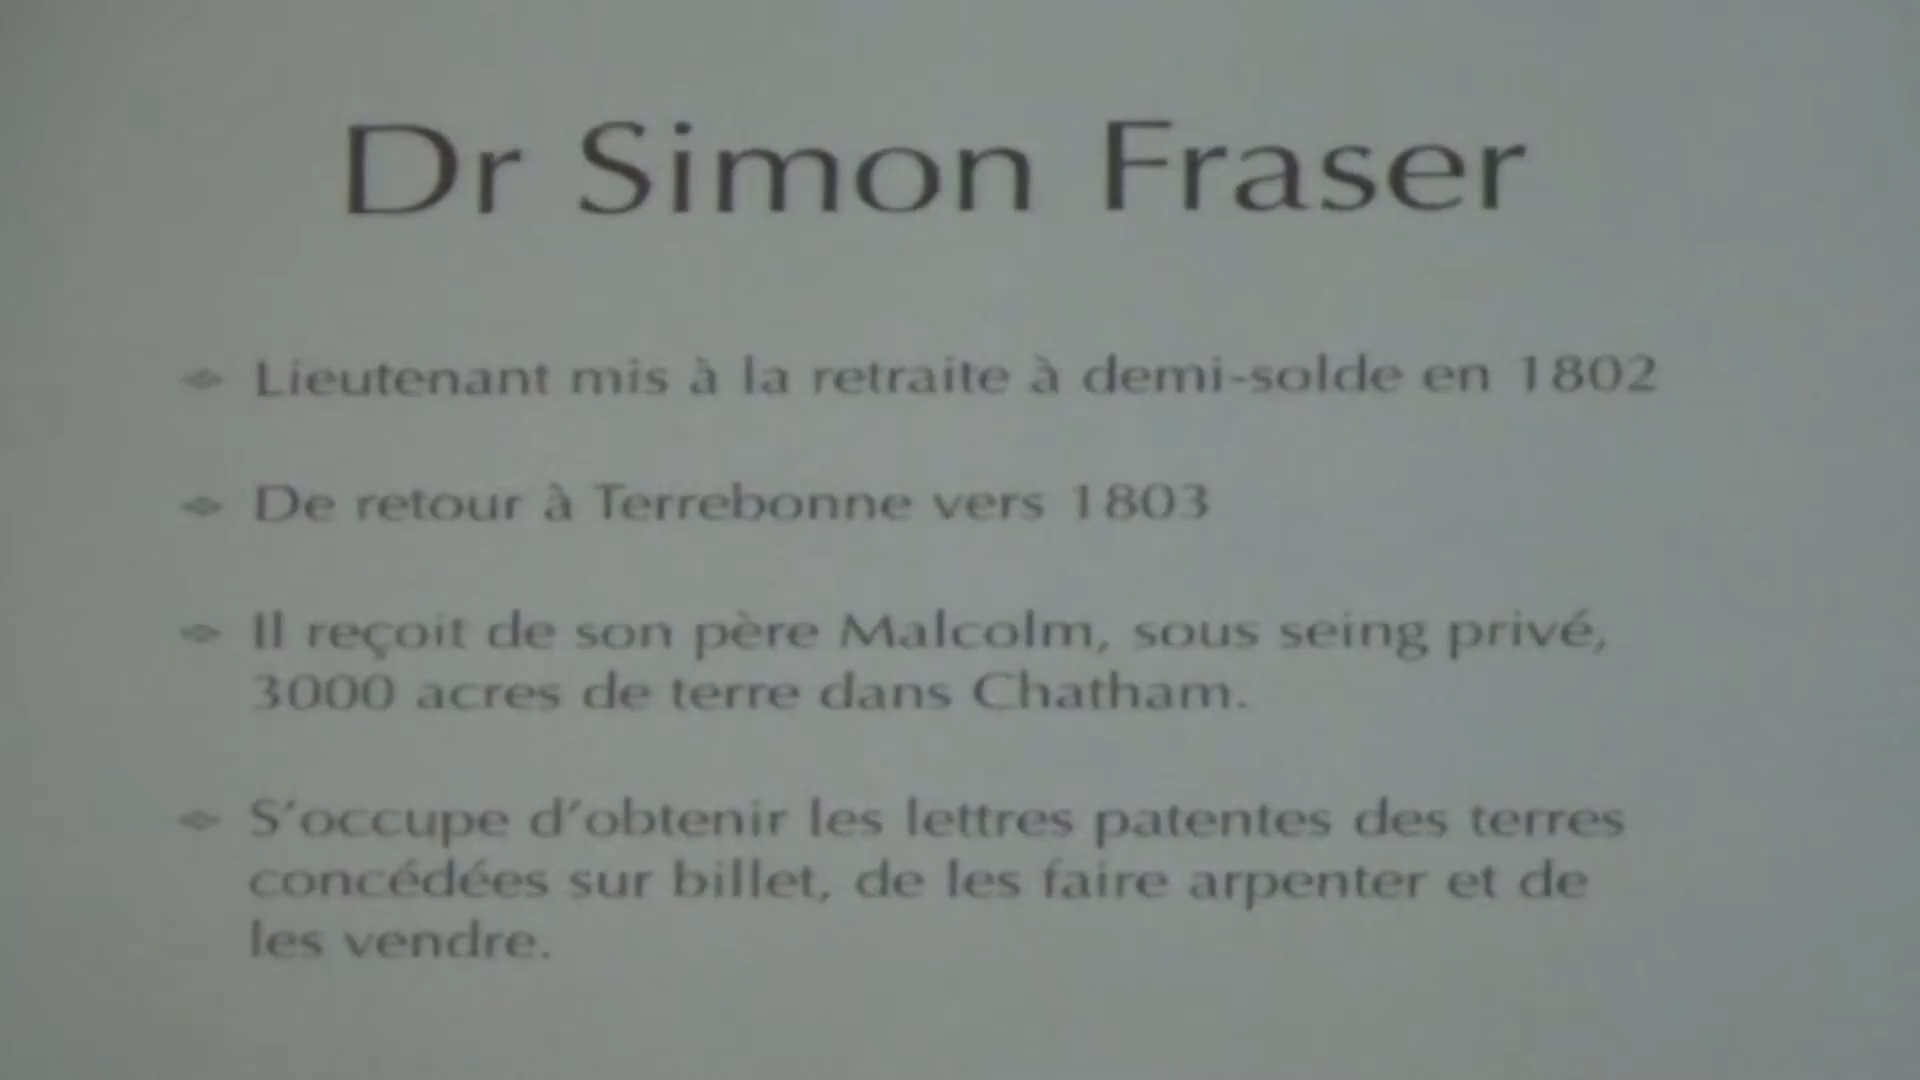 Dr Simon Fraser
Lieutenant mis à la retraite à demi-solde en 1802
De retour à Terrebonne vers 1803
Il reçoit de son père Malcolm, sous seing privé,
3000 acres de terre dans Chatham.
S'occupe d'obtenir les lettres patentes des terres
concédées sur billet, de les faire arpenter et de
les vendre.